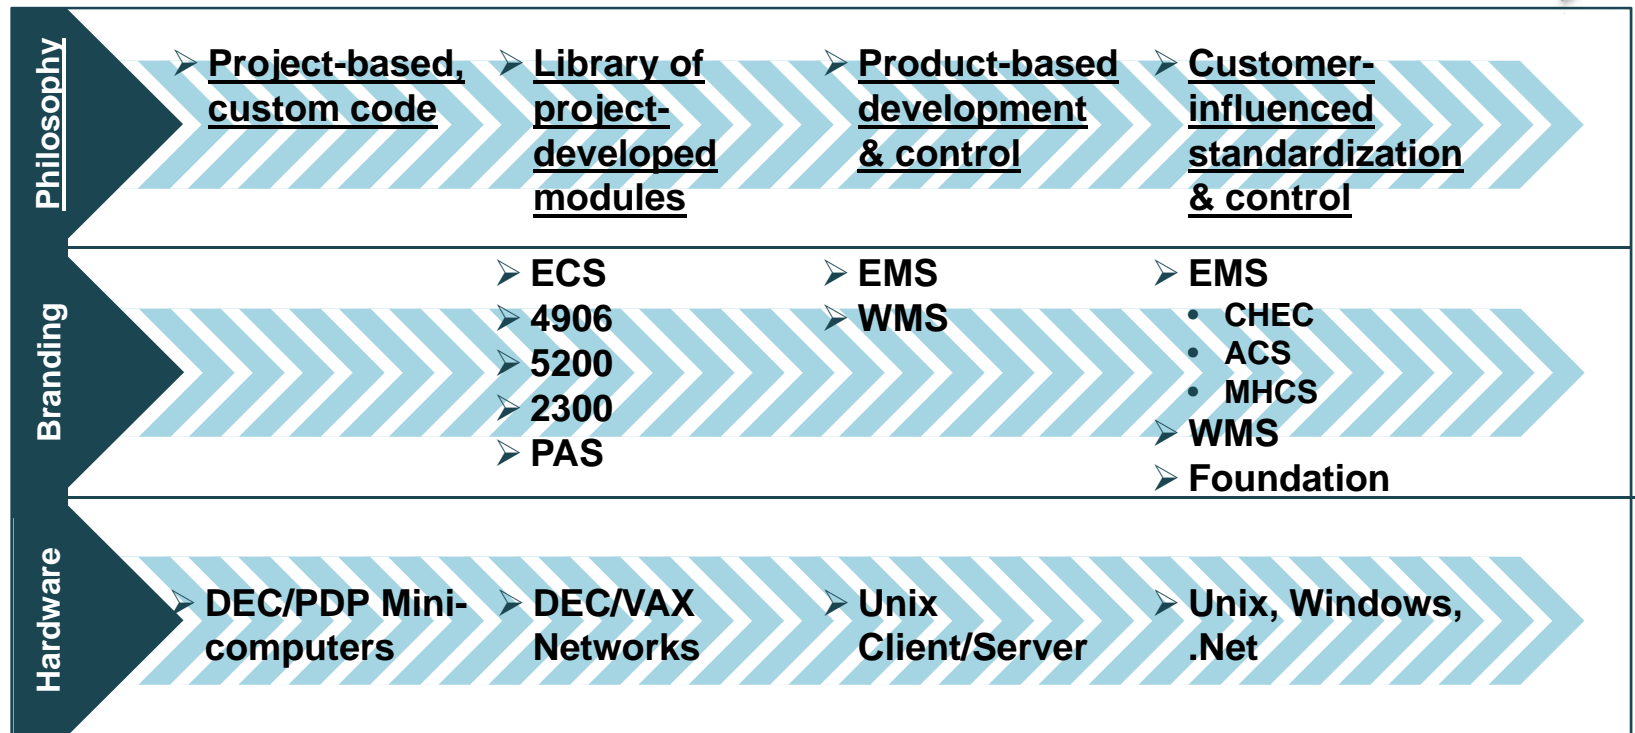 Philosophy
Project-based,
custom code
Library of
project-
developed
modules
Product-based
development
& control
Customer-
influenced
standardization
& control
Branding
ECS
4906
5200
2300
PAS
EMS
WMS
EMS
CHEC
ACS
MHCS
WMS
Foundation
Hardware
DEC/PDP Mini-
computers
DEC/VAX
Networks
Unix
Client/Server
Unix, Windows,
.Net